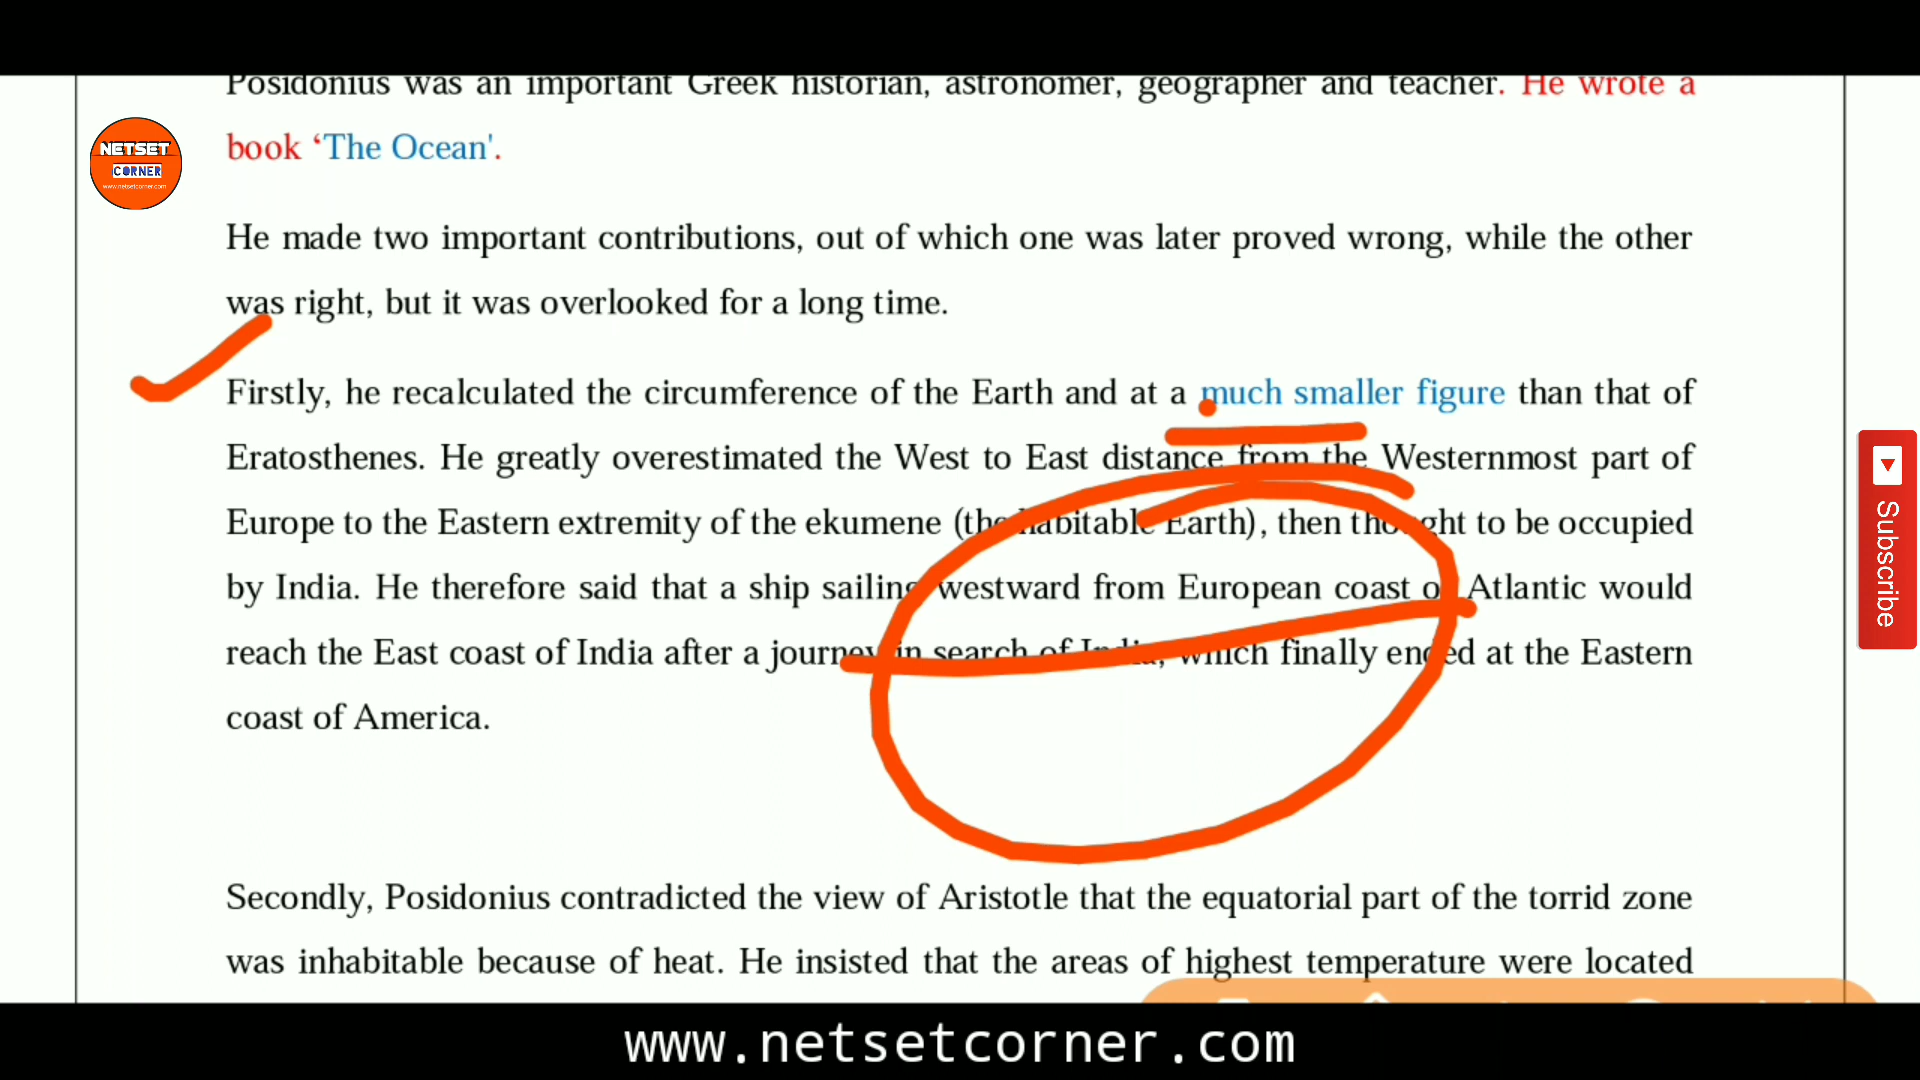 Posidonius was an important Greek historian, astronomer, geographer and teacher. He wrote a
book ‘The Ocean'.
NETSET
CORNER
www.netsetcorner.com
He made two important contributions, out of which one was later proved wrong, while the other
was right, but it was overlooked for a long time.
Firstly, he recalculated the circumference of the Earth and at a much smaller figure than that of
Eratosthenes. He greatly overestimated the West to East distance from the Westernmost part of
Europe to the Eastern extremity of the ekumene (the habitable Earth), then thought to be occupied
by India. He therefore said that a ship sailing westward from European coast of Atlantic would
reach the East coast of India after a journey in search of India, which finally ended at the Eastern
coast of America.
Subscribe
Secondly, Posidonius contradicted the view of Aristotle that the equatorial part of the torrid zone
was inhabitable because of heat. He insisted that the areas of highest temperature were located
www.netsetcorner.com